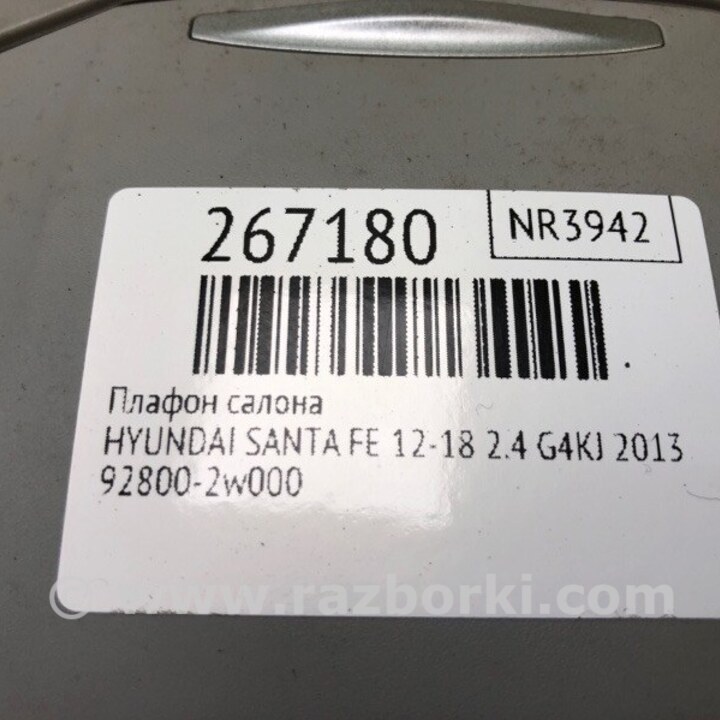 267180
NR3942
Плафон салона
HYUNDAI SANTA FE 12-18 2.4 G4KJ 2013
92800-2w000
www.razborki.com